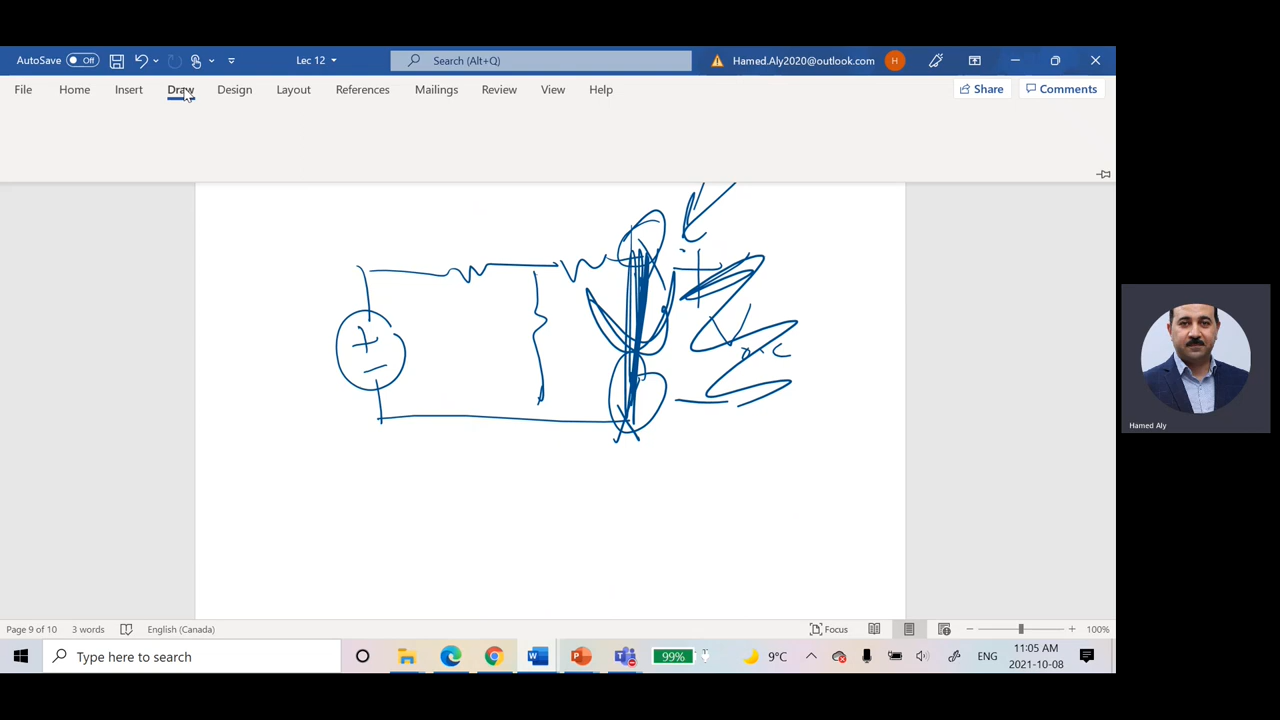 AutoSave Off Lec 12 Search (Alt+Q) Hamed.Aly2020@outlook.com H
File Home Insert Draw Design Layout References Mailings Review View Help Share Comments
+
+
V
Hamed Aly
Page 9 of 10 3 words English (Canada) Focus 100%
Type here to search 99% 9°C ENG 11:05 AM
2021-10-08